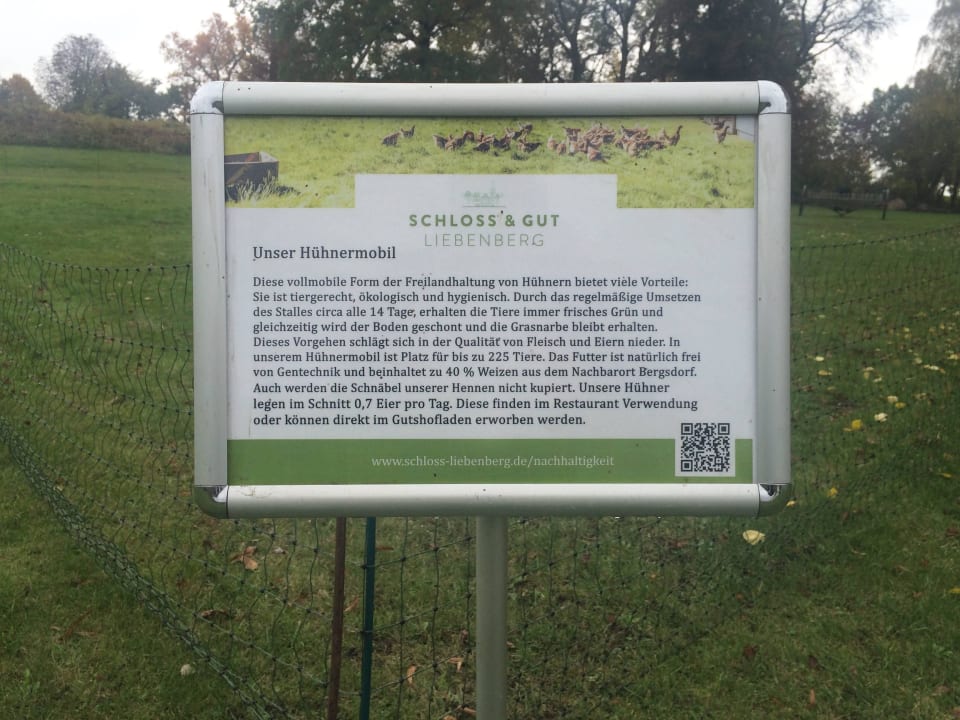 SCHLOSS & GUT
LIEBENBERG
Unser Hühnermobil
Diese vollmobile Form der Freilandhaltung von Hühnern bietet viele Vorteile:
Sie ist tiergerecht, ökologisch und hygienisch. Durch das regelmäßige Umsetzen
des Stalles circa alle 14 Tage, erhalten die Tiere immer frisches Grün und
gleichzeitig wird der Boden geschont und die Grasnarbe bleibt erhalten.
Dieses Vorgehen schlägt sich in der Qualität von Fleisch und Eiern nieder. In
unserem Hühnermobil ist Platz für bis zu 225 Tiere. Das Futter ist natürlich frei
von Gentechnik und beinhaltet zu 40 % Weizen aus dem Nachbarort Bergsdorf.
Auch werden die Schnäbel unserer Hennen nicht kupiert. Unsere Hühner
legen im Schnitt 0,7 Eier pro Tag. Diese finden im Restaurant Verwendung
oder können direkt im Gutshofladen erworben werden.
www.schloss-liebenberg.de/nachhaltigkeit